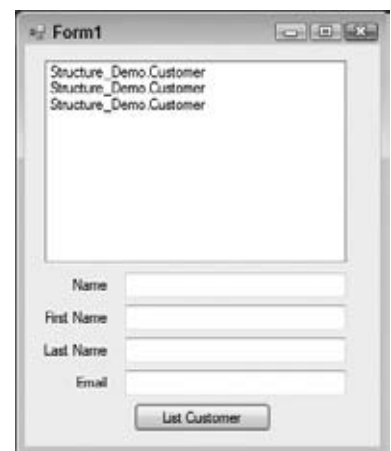 Form1
Structure_Demo.Customer
Structure_Demo.Customer
Structure_Demo.Customer
Name
First Name
Last Name
Email
List Customer